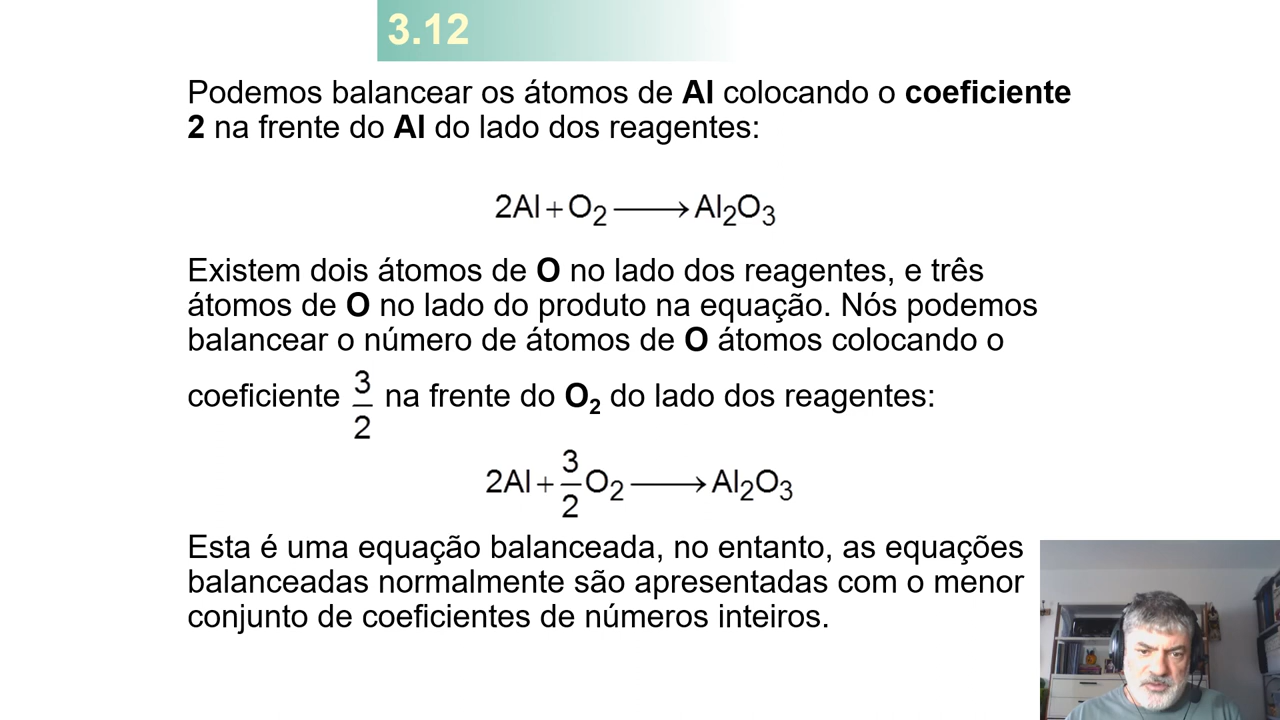 3.12
Podemos balancear os átomos de Al colocando o coeficiente
2 na frente do Al do lado dos reagentes:
2Al + O₂ ⟶ Al₂O₃
Existem dois átomos de O no lado dos reagentes, e três
átomos de O no lado do produto na equação. Nós podemos
balancear o número de átomos de O átomos colocando o
coeficiente 3/2 na frente do O₂ do lado dos reagentes:
2Al + 3/2 O₂ ⟶ Al₂O₃
Esta é uma equação balanceada, no entanto, as equações
balanceadas normalmente são apresentadas com o menor
conjunto de coeficientes de números inteiros.